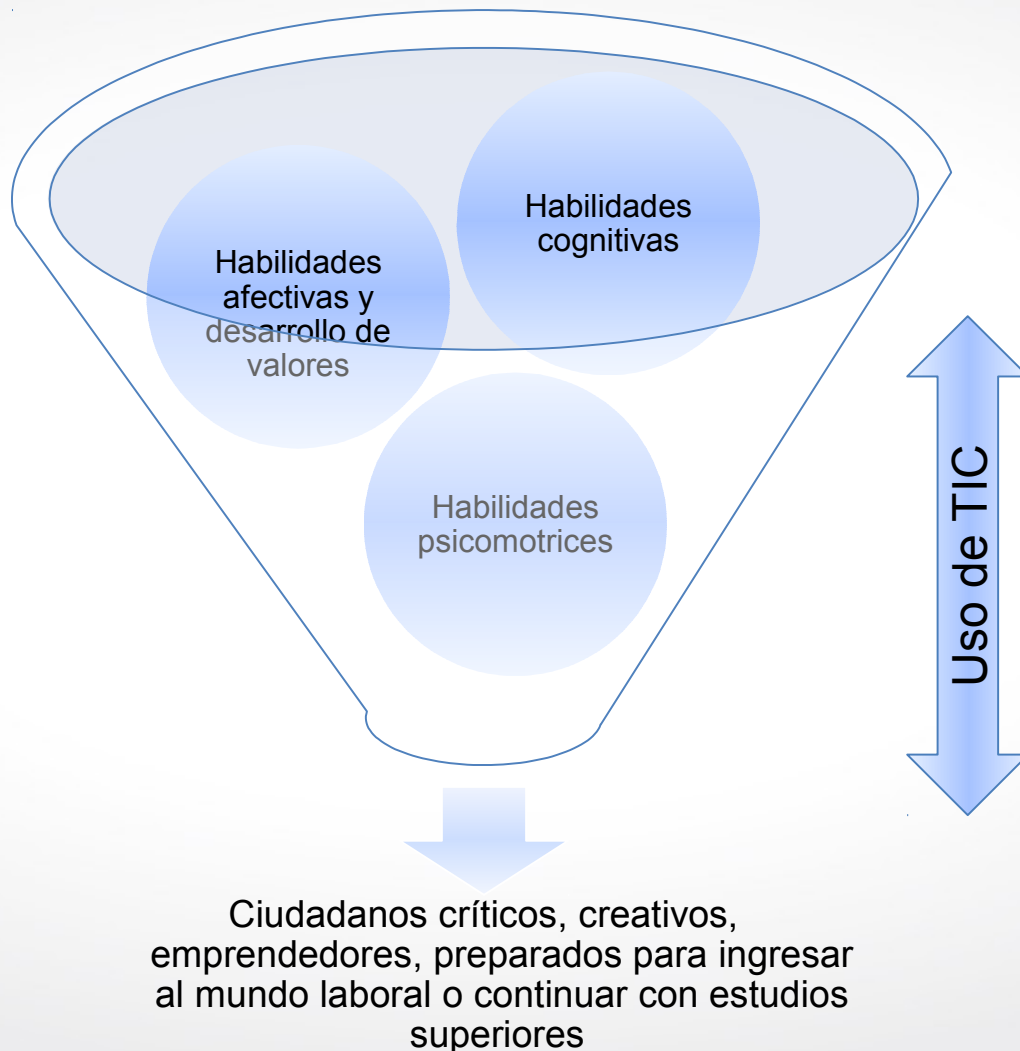 Habilidades
cognitivas
Habilidades
afectivas y
desarrollo de
valores
Habilidades
psicomotrices
Uso de TIC
Ciudadanos críticos, creativos,
emprendedores, preparados para ingresar
al mundo laboral o continuar con estudios
superiores